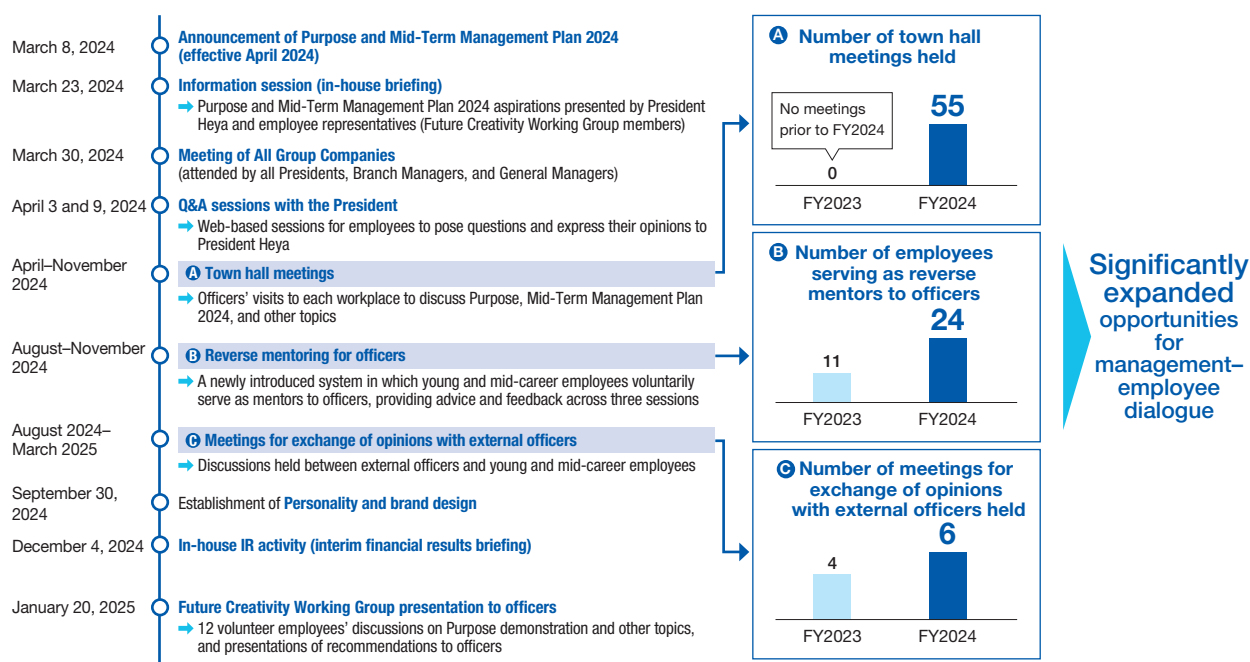 March 8, 2024
Announcement of Purpose and Mid-Term Management Plan 2024
(effective April 2024)
March 23, 2024
Information session (in-house briefing)
➡ Purpose and Mid-Term Management Plan 2024 aspirations presented by President
Heya and employee representatives (Future Creativity Working Group members)
March 30, 2024
Meeting of All Group Companies
(attended by all Presidents, Branch Managers, and General Managers)
April 3 and 9, 2024
Q&A sessions with the President
➡ Web-based sessions for employees to pose questions and express their opinions to
President Heya
April–November
2024
A Town hall meetings
➡ Officers' visits to each workplace to discuss Purpose, Mid-Term Management Plan
2024, and other topics
August–November
2024
B Reverse mentoring for officers
➡ A newly introduced system in which young and mid-career employees voluntarily
serve as mentors to officers, providing advice and feedback across three sessions
August 2024–
March 2025
C Meetings for exchange of opinions with external officers
➡ Discussions held between external officers and young and mid-career employees
September 30,
2024
Establishment of Personality and brand design
December 4, 2024
In-house IR activity (interim financial results briefing)
January 20, 2025
Future Creativity Working Group presentation to officers
➡ 12 volunteer employees' discussions on Purpose demonstration and other topics,
and presentations of recommendations to officers
A Number of town hall
meetings held
No meetings
prior to FY2024
0
55
FY2023
FY2024
B Number of employees
serving as reverse
mentors to officers
11
24
FY2023
FY2024
C Number of meetings for
exchange of opinions
with external officers held
4
6
FY2023
FY2024
Significantly
expanded
opportunities
for
management–
employee
dialogue